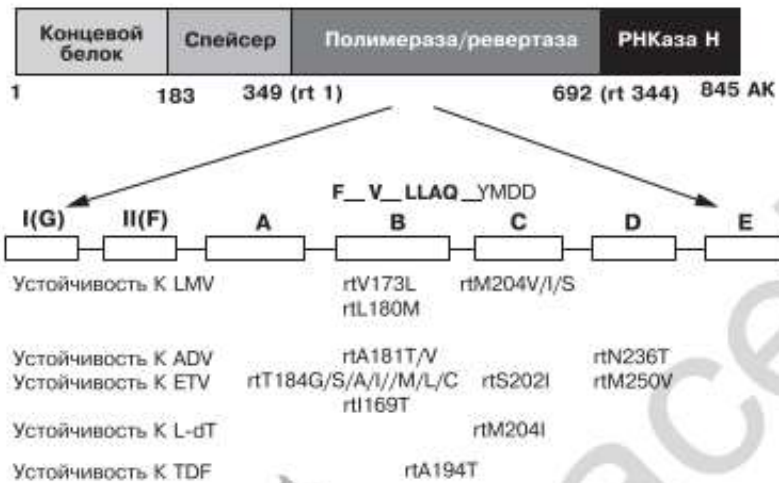 Концевой белок Спейсер Полимераза/ревертаза РНКаза Н
1 183 349 (rt 1) 692 (rt 344) 845 АК
F__V__LLAQ__YMDD
I(G) II(F) A B C D E
Устойчивость К LMV rtV173L rtM204V/I/S
rtL180M
Устойчивость К ADV rtA181T/V rtN236T
Устойчивость К ETV rtT184G/S/A/I//M/L/C rtS202I rtM250V
rtI169T
Устойчивость К L-dT rtM204I
Устойчивость К TDF rtA194T